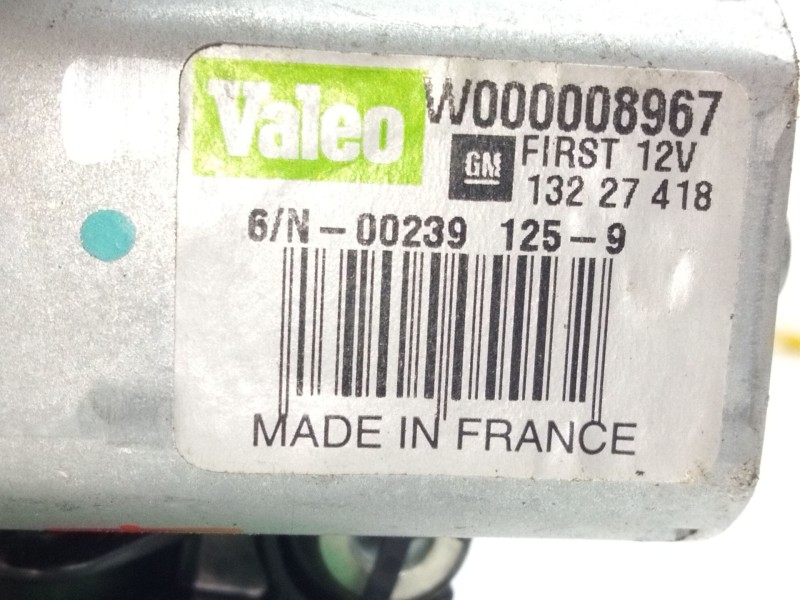 Valeo W000008967
GM FIRST 12V
132 27 418
6/N-00239 125-9
MADE IN FRANCE